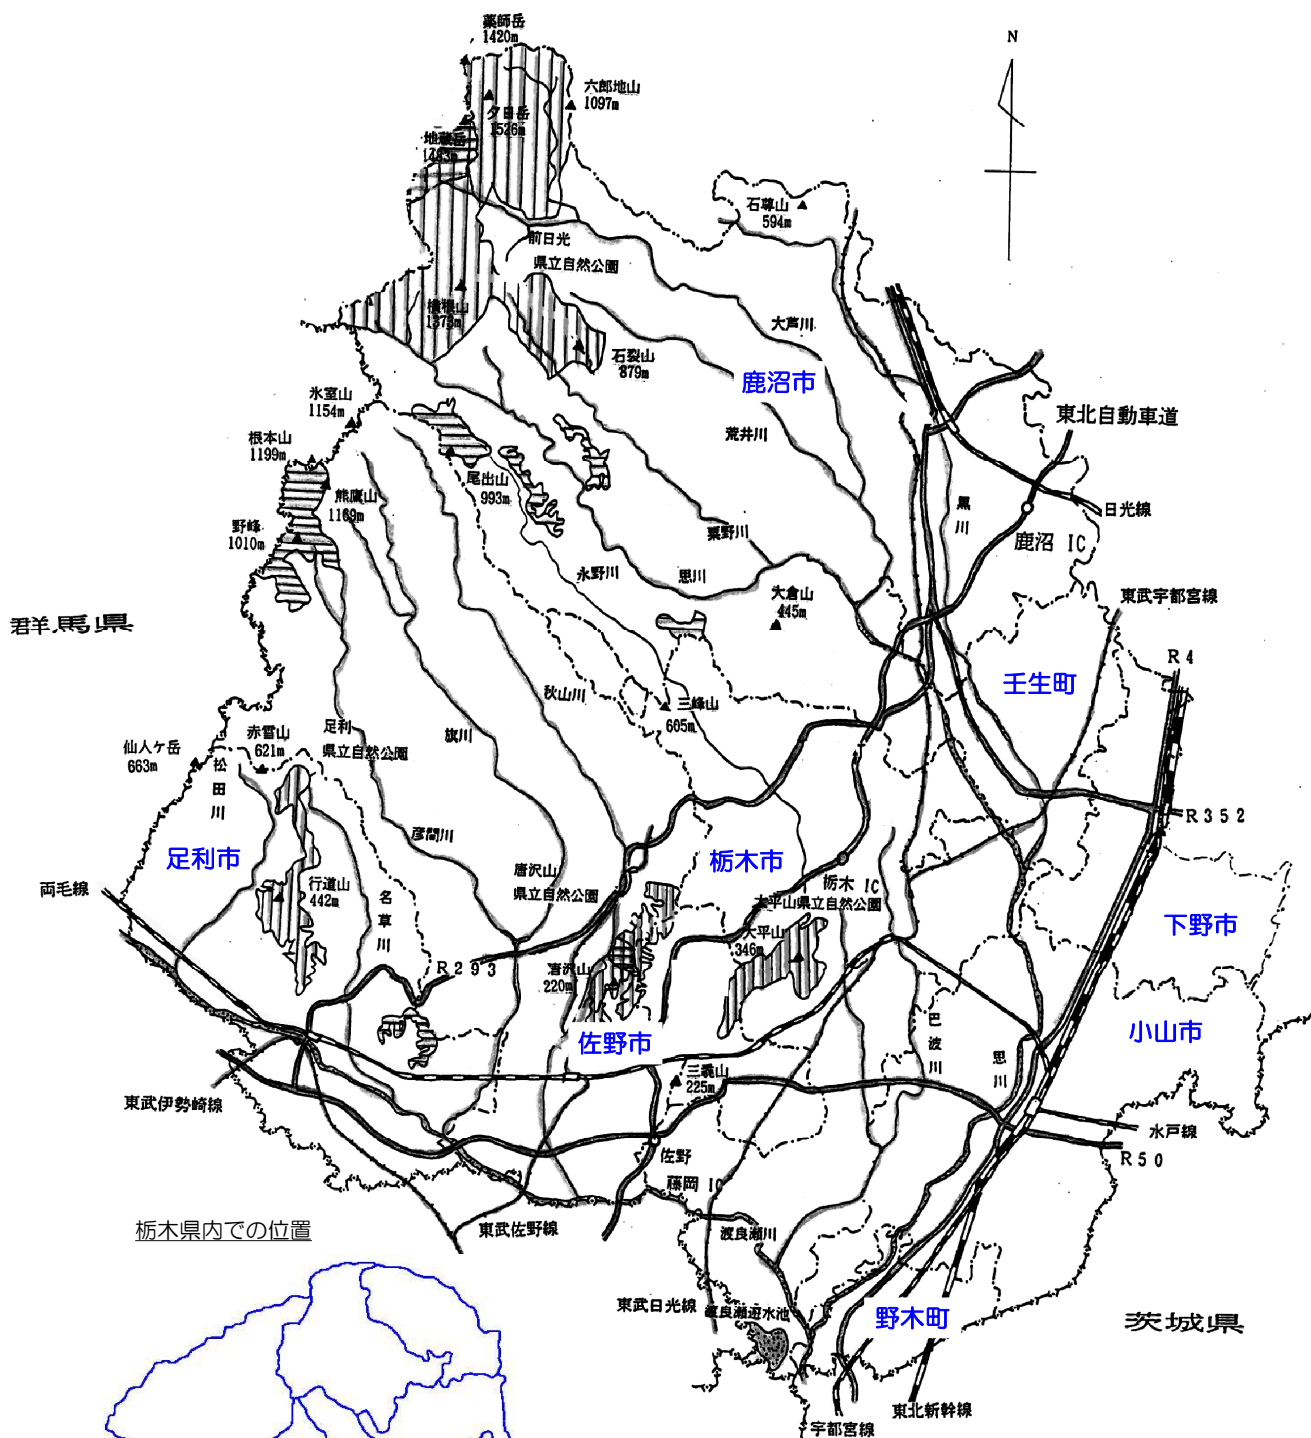 薬師岳
1420m
N
六郎地山
1097m
夕日岳
1526m
地蔵岳
1483m
石尊山
594m
前日光
県立自然公園
横根山
1373m
大芦川
石裂山
879m
鹿沼市
氷室山
1154m
東北自動車道
荒井川
根本山
1199m
尾出山
993m
熊鷹山
1169m
黒川
日光線
野峰
1010m
粟野川
鹿沼 IC
永野川
思川
大倉山
445m
東武宇都宮線
群馬県
R4
壬生町
秋山川
三峰山
605m
赤雪山
621m
足利
県立自然公園
旗川
仙人ケ岳
663m
松田川
R352
彦間川
足利市
栃木市
唐沢山
県立自然公園
栃木 IC
両毛線
行道山
442m
名草川
太平山県立自然公園
下野市
太平山
346m
R293
唐沢山
220m
小山市
佐野市
巴波川
思川
三毳山
225m
東武伊勢崎線
水戸線
R50
佐野
藤岡 IC
栃木県内での位置
東武佐野線
渡良瀬川
東武日光線
渡良瀬遊水池
野木町
茨城県
東北新幹線
宇都宮線